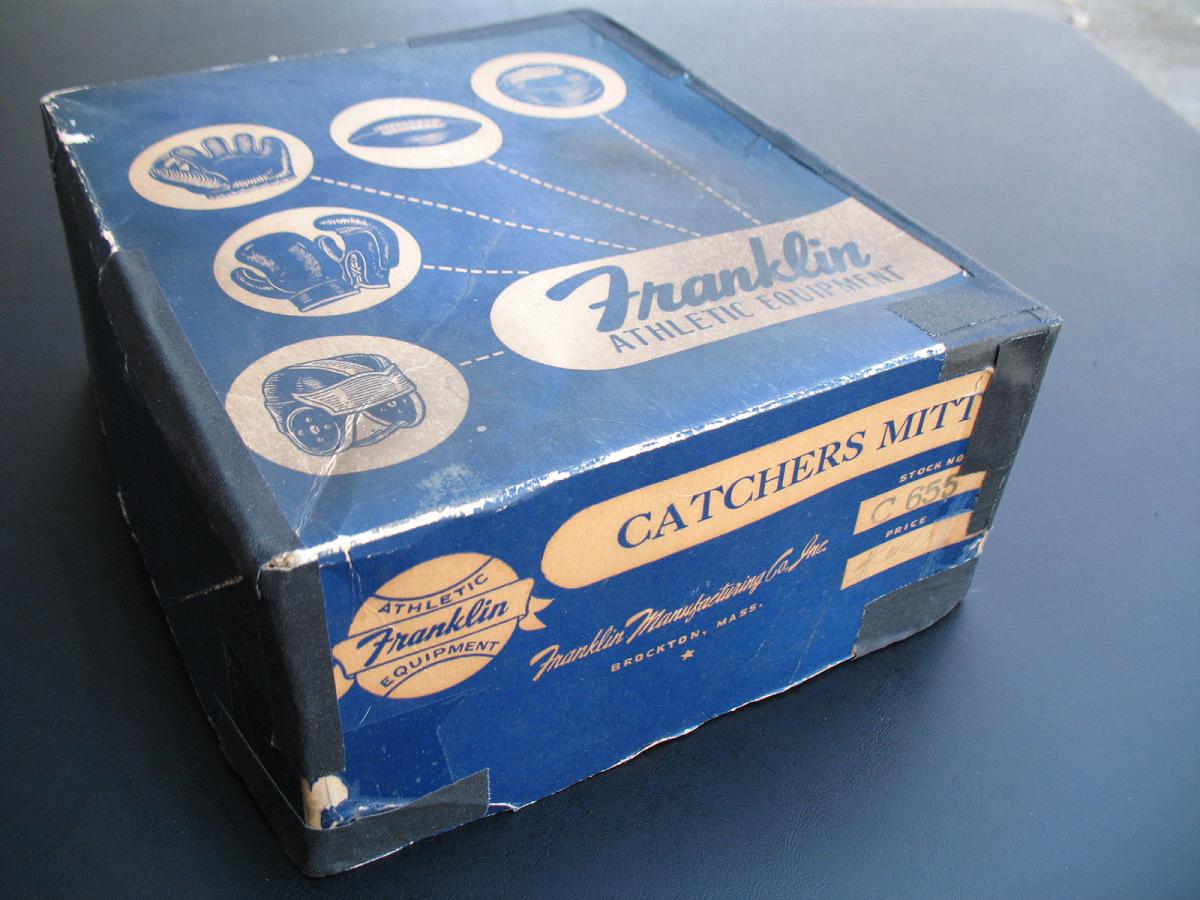 Franklin
ATHLETIC EQUIPMENT
CATCHERS MITT
STOCK NO
C 655
PRICE
ATHLETIC
Franklin
EQUIPMENT
Franklin Manufacturing Co., Inc.
BROCKTON, MASS.